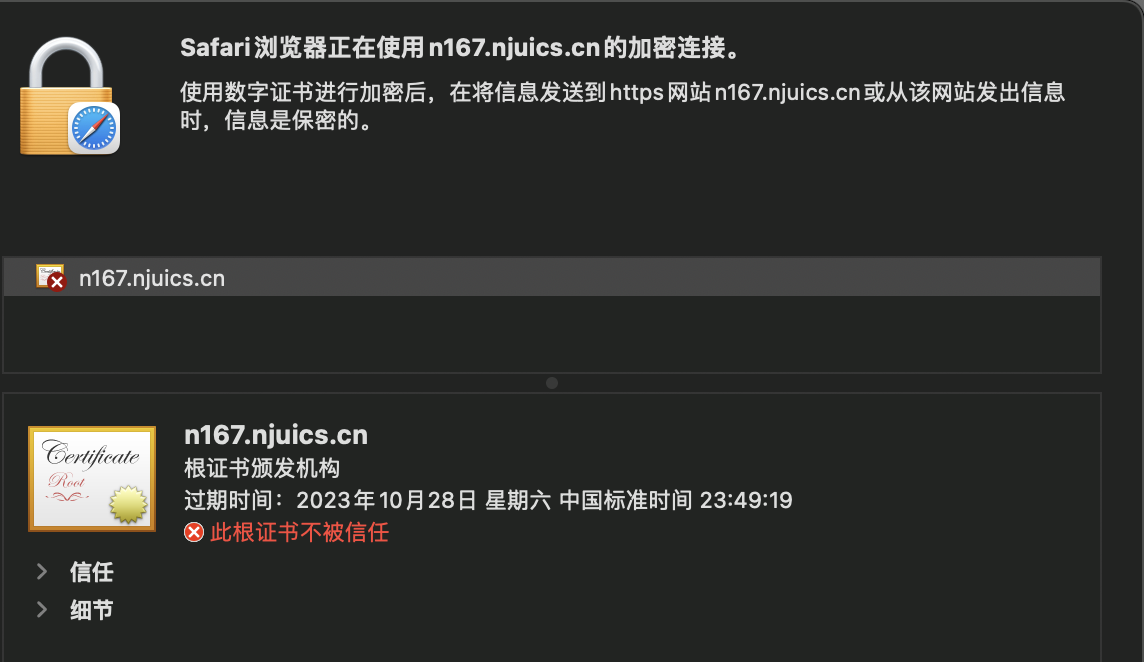 Safari 浏览器正在使用 n167.njuics.cn 的加密连接。
使用数字证书进行加密后，在将信息发送到 https 网站 n167.njuics.cn 或从该网站发出信息
时，信息是保密的。
n167.njuics.cn
n167.njuics.cn
Certificate
Root
根证书颁发机构
过期时间：2023年10月28日 星期六 中国标准时间 23:49:19
此根证书不被信任
信任
细节